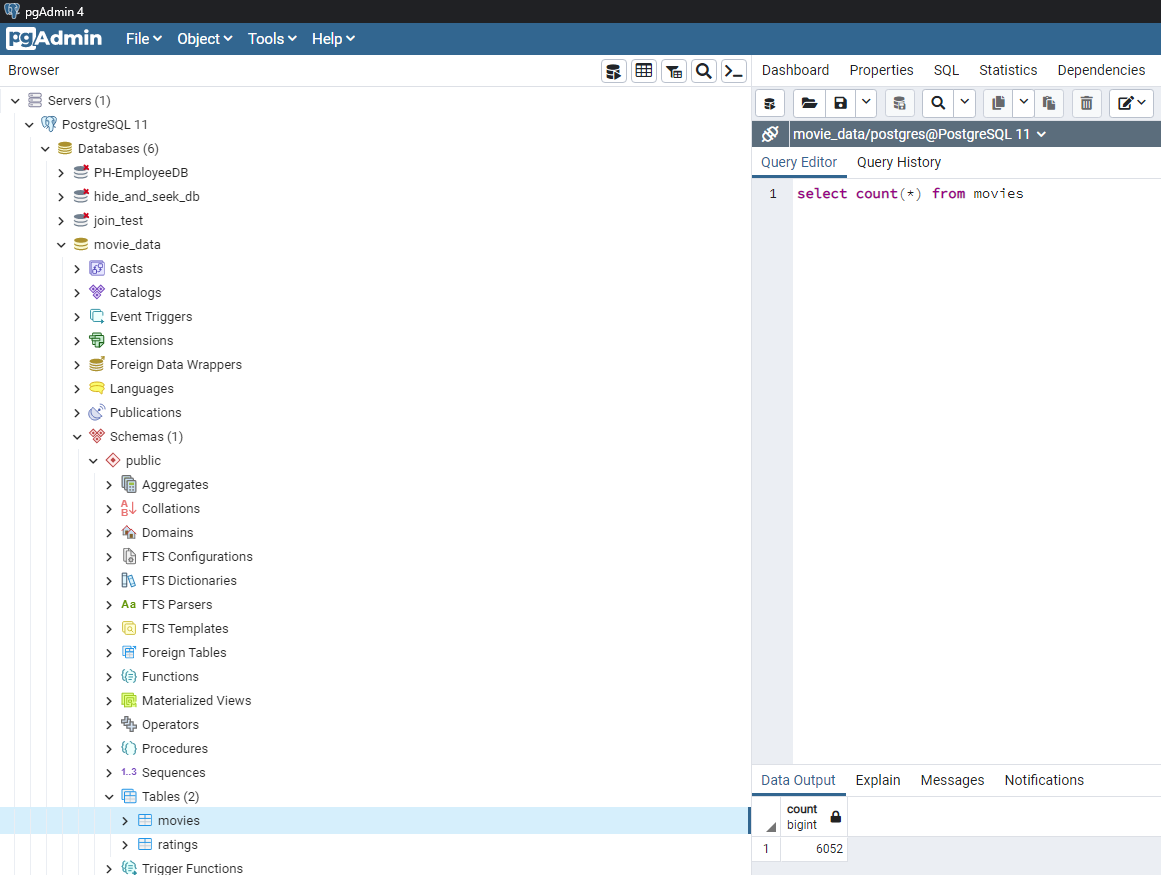 pgAdmin 4
pgAdmin File Object Tools Help
Browser
Dashboard Properties SQL Statistics Dependencies
Servers (1)
PostgreSQL 11
Databases (6)
PH-EmployeeDB
hide_and_seek_db
join_test
movie_data
Casts
Catalogs
Event Triggers
Extensions
Foreign Data Wrappers
Languages
Publications
Schemas (1)
public
Aggregates
Collations
Domains
FTS Configurations
FTS Dictionaries
Aa FTS Parsers
FTS Templates
Foreign Tables
Functions
Materialized Views
Operators
Procedures
1..3 Sequences
Tables (2)
movies
ratings
Trigger Functions
movie_data/postgres@PostgreSQL 11
Query Editor Query History
1 select count(*) from movies
Data Output Explain Messages Notifications
count
bigint
1 6052